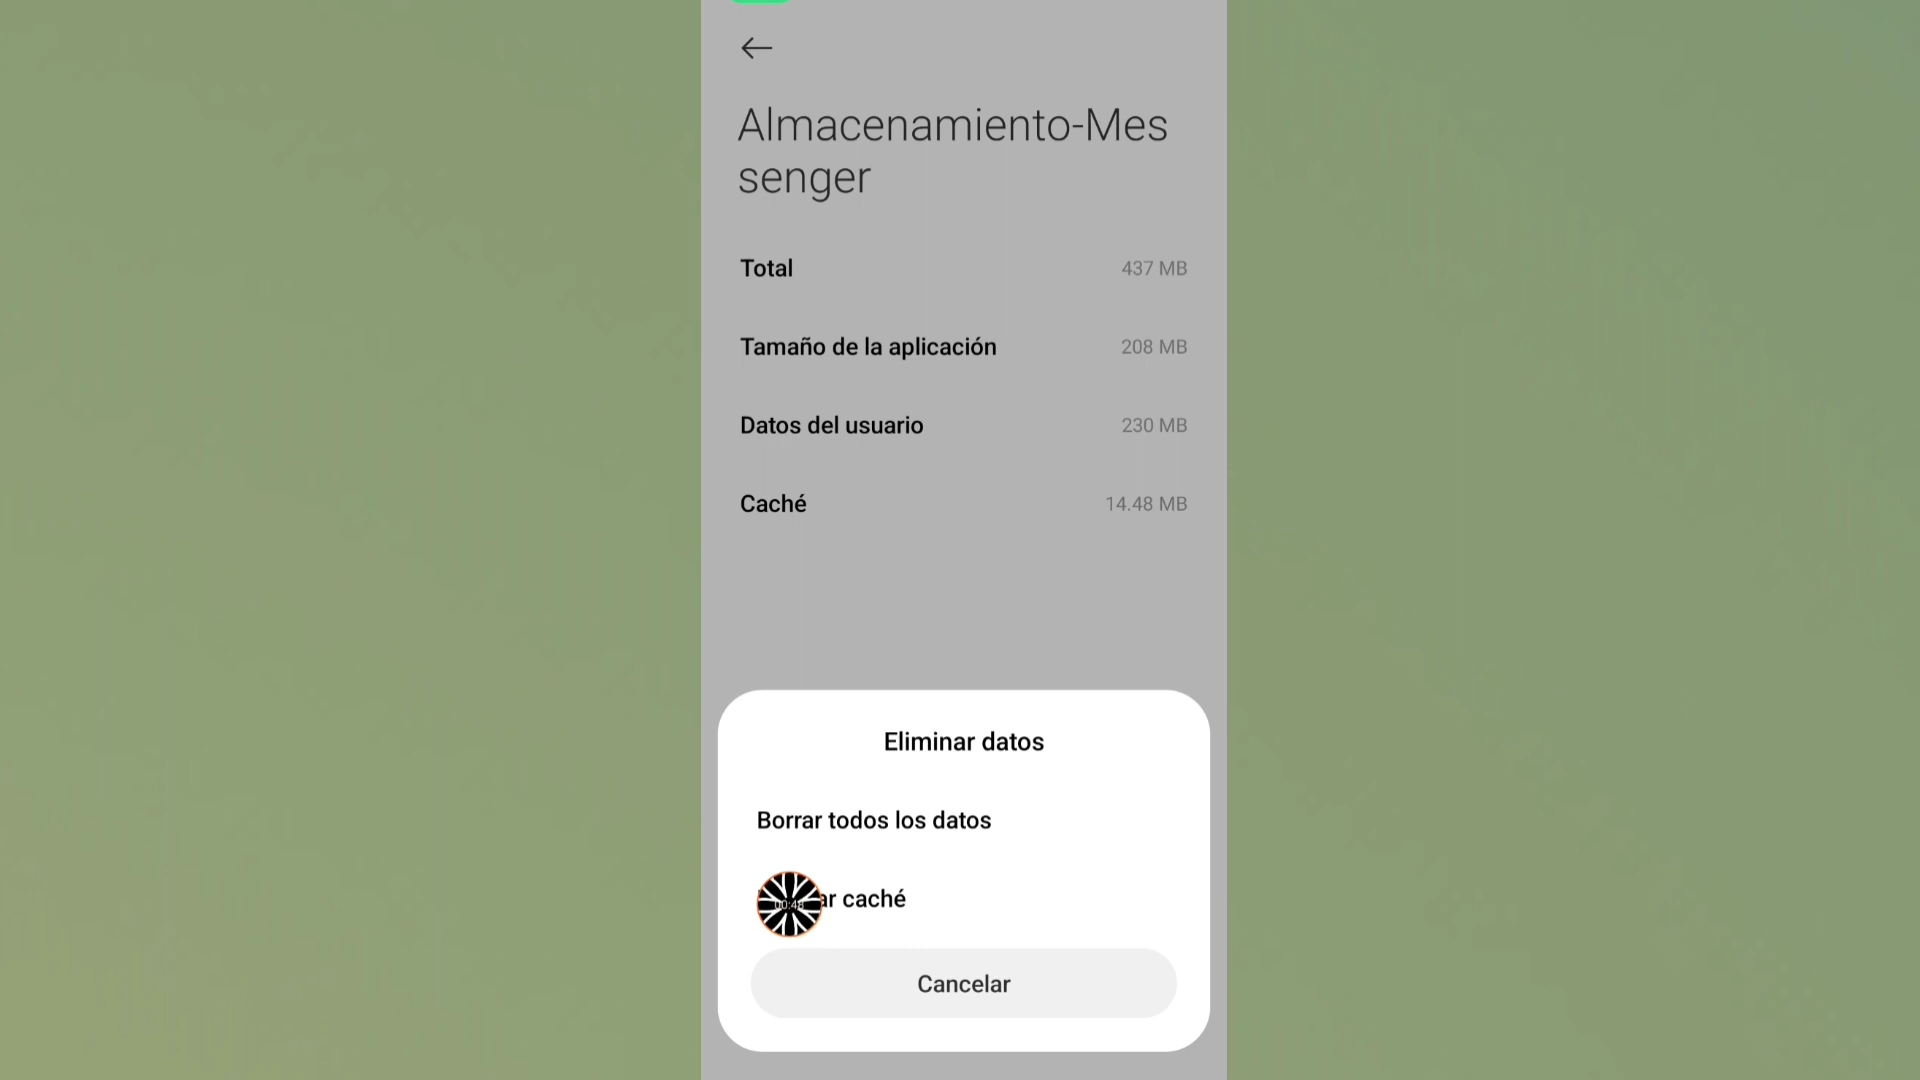 Almacenamiento-Mes
senger
Total 437 MB
Tamaño de la aplicación 208 MB
Datos del usuario 230 MB
Caché 14.48 MB
Eliminar datos
Borrar todos los datos
caché
Cancelar